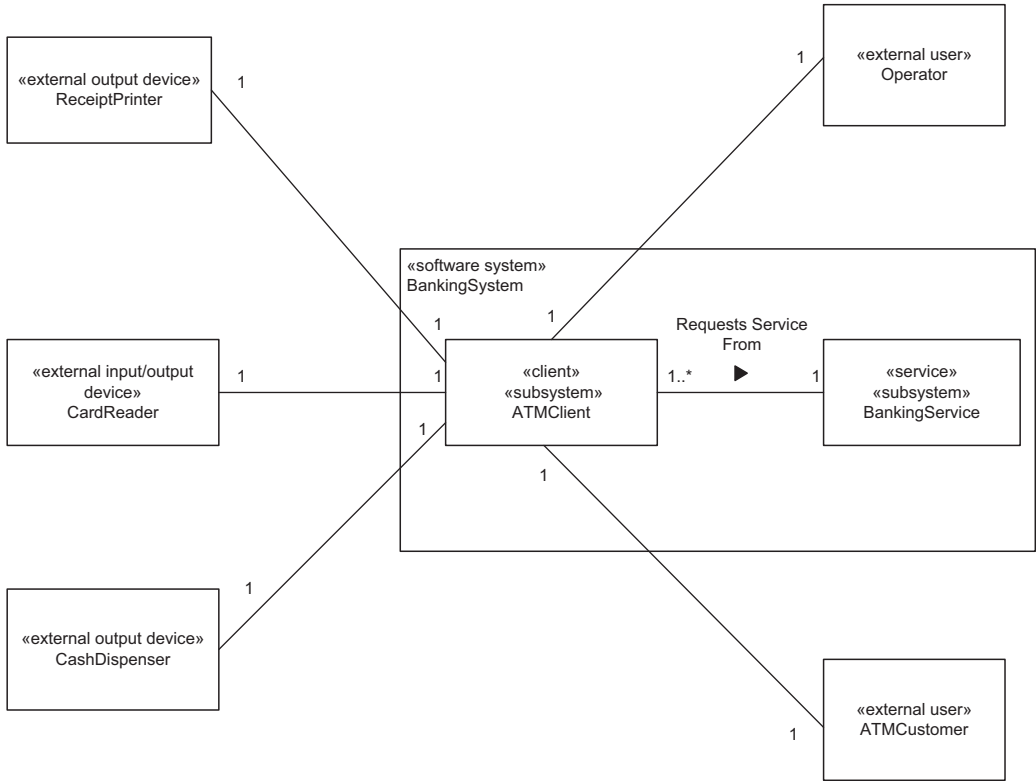 «external output device»
ReceiptPrinter
1
«external user»
Operator
1
«software system»
BankingSystem
1
1
Requests Service
From
«external input/output
device»
CardReader
1
1
«client»
«subsystem»
ATMClient
1..*
1
«service»
«subsystem»
BankingService
1
1
1
«external output device»
CashDispenser
1
«external user»
ATMCustomer